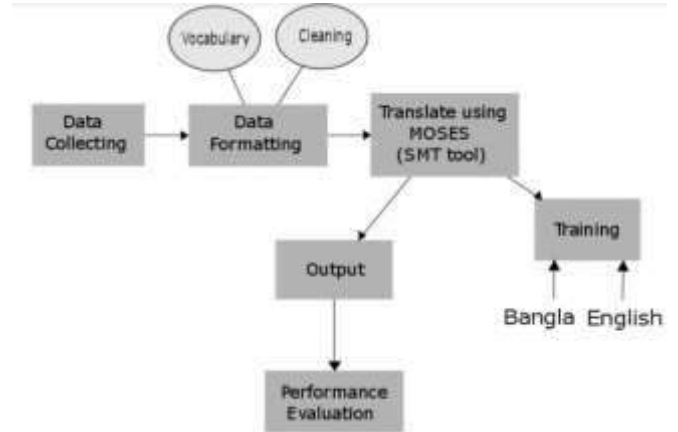 Vocabulary
Cleaning
Data
Collecting
Data
Formatting
Translate using
MOSES
(SMT tool)
Training
Output
Bangla English
Performance
Evaluation